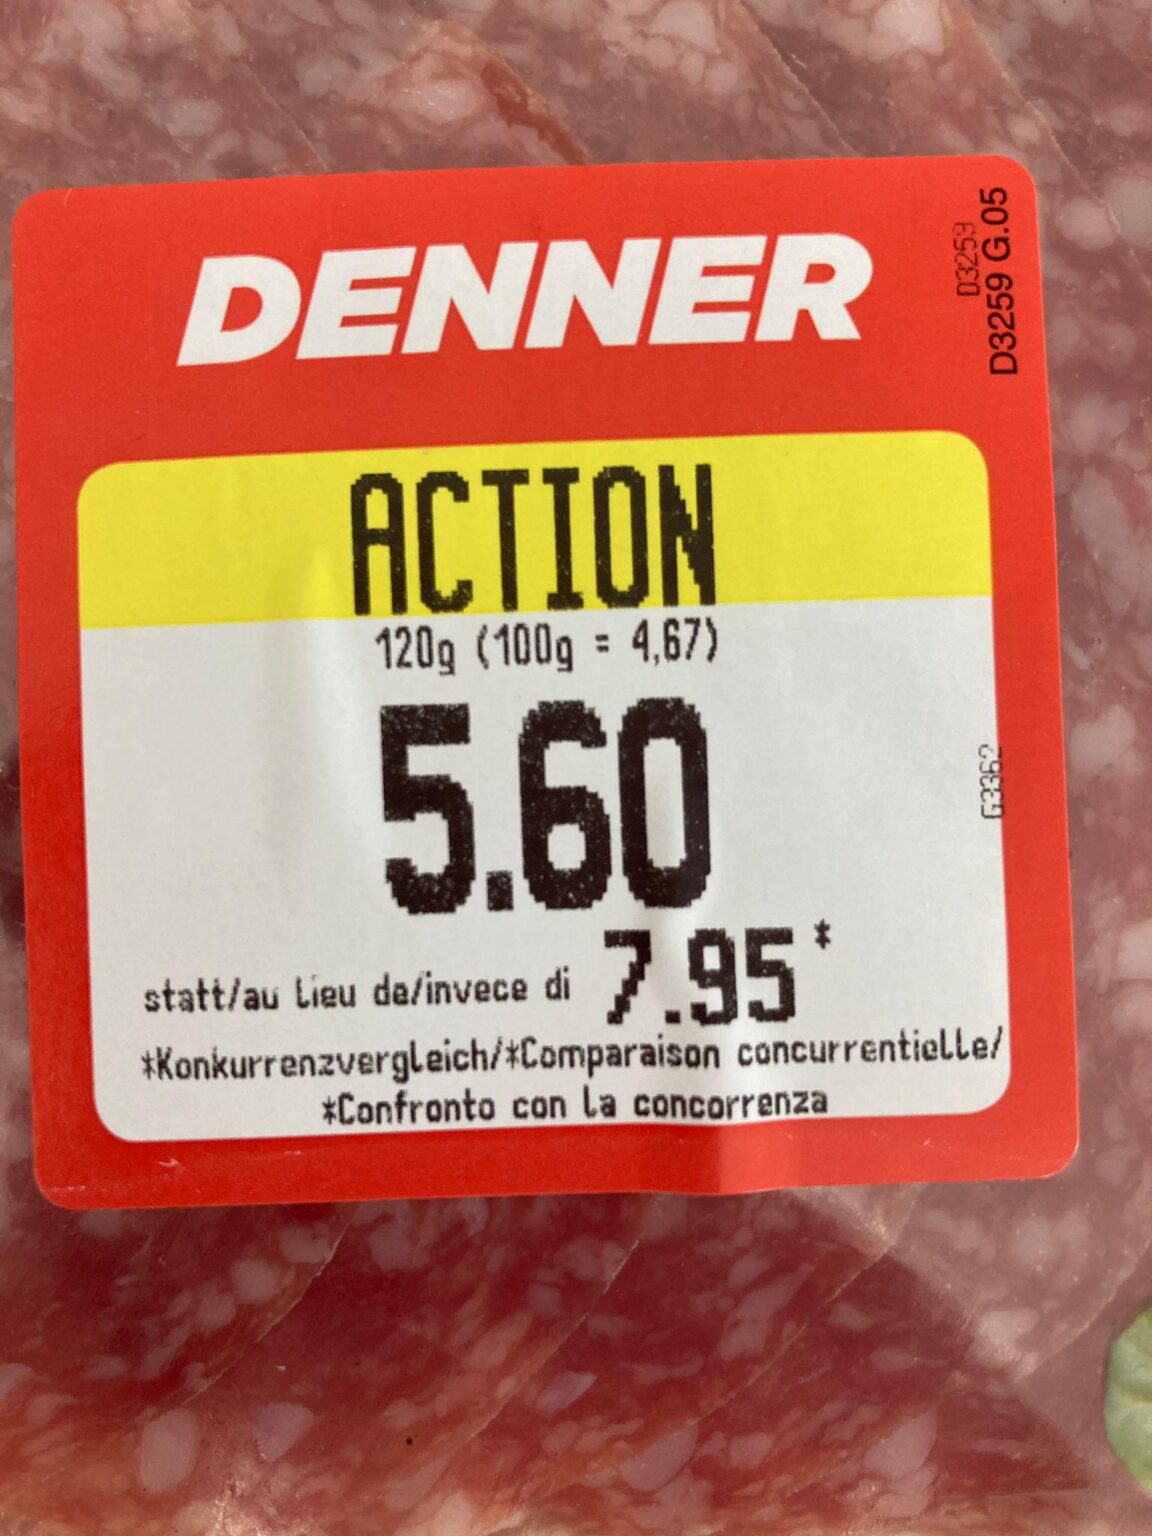 DENNER
D3259
D3259 G.05
ACTION
120g (100g = 4,67)
5.60
G3362
statt/au lieu de/invece di 7.95*
*Konkurrenzvergleich/*Comparaison concurrentielle/
*Confronto con la concorrenza